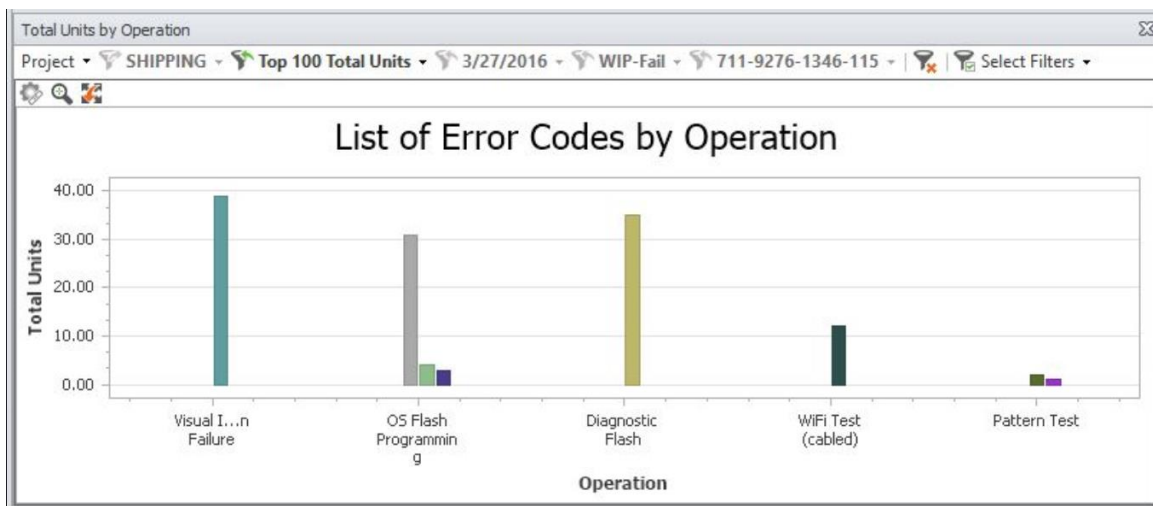 Total Units by Operation
Project SHIPPING Top 100 Total Units 3/27/2016 WIP-Fail 711-9276-1346-115 Select Filters
List of Error Codes by Operation
40.00
30.00
20.00
10.00
0.00
Total Units
Visual I...n
Failure
OS Flash
Programmin
g
Diagnostic
Flash
WiFi Test
(cabled)
Pattern Test
Operation